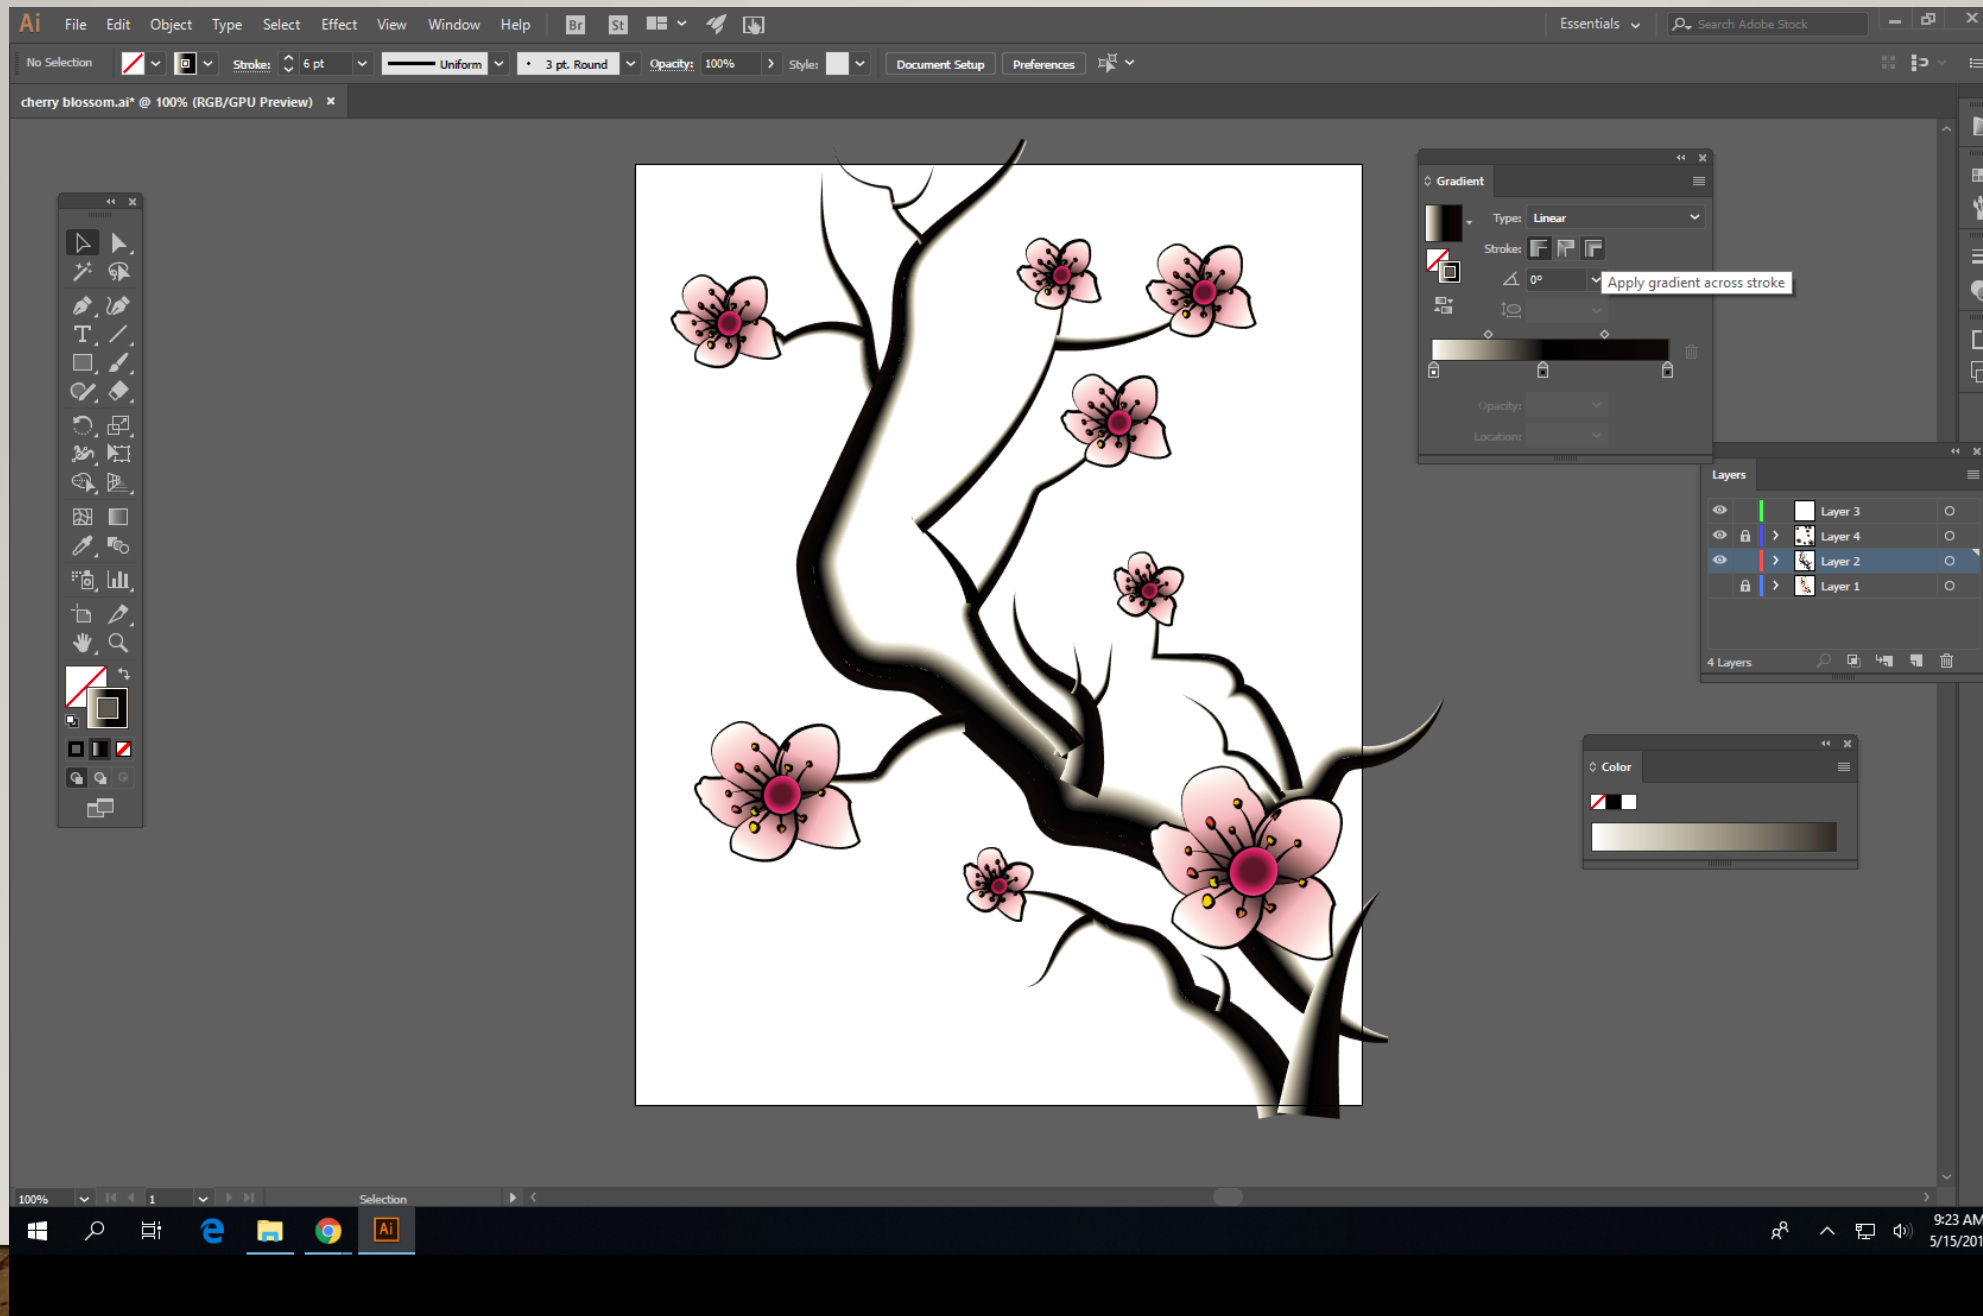 Ai File Edit Object Type Select Effect View Window Help Br St Essentials Search Adobe Stock
No Selection Stroke: 6 pt Uniform 3 pt. Round Opacity: 100% Style: Document Setup Preferences
cherry blossom.ai* @ 100% (RGB/GPU Preview)
Gradient
Type: Linear
Stroke:
0°
Apply gradient across stroke
Opacity:
Location:
Layers
Layer 3
Layer 4
Layer 2
Layer 1
4 Layers
Color
100% 1 Selection
Ai
9:23 AM
5/15/201